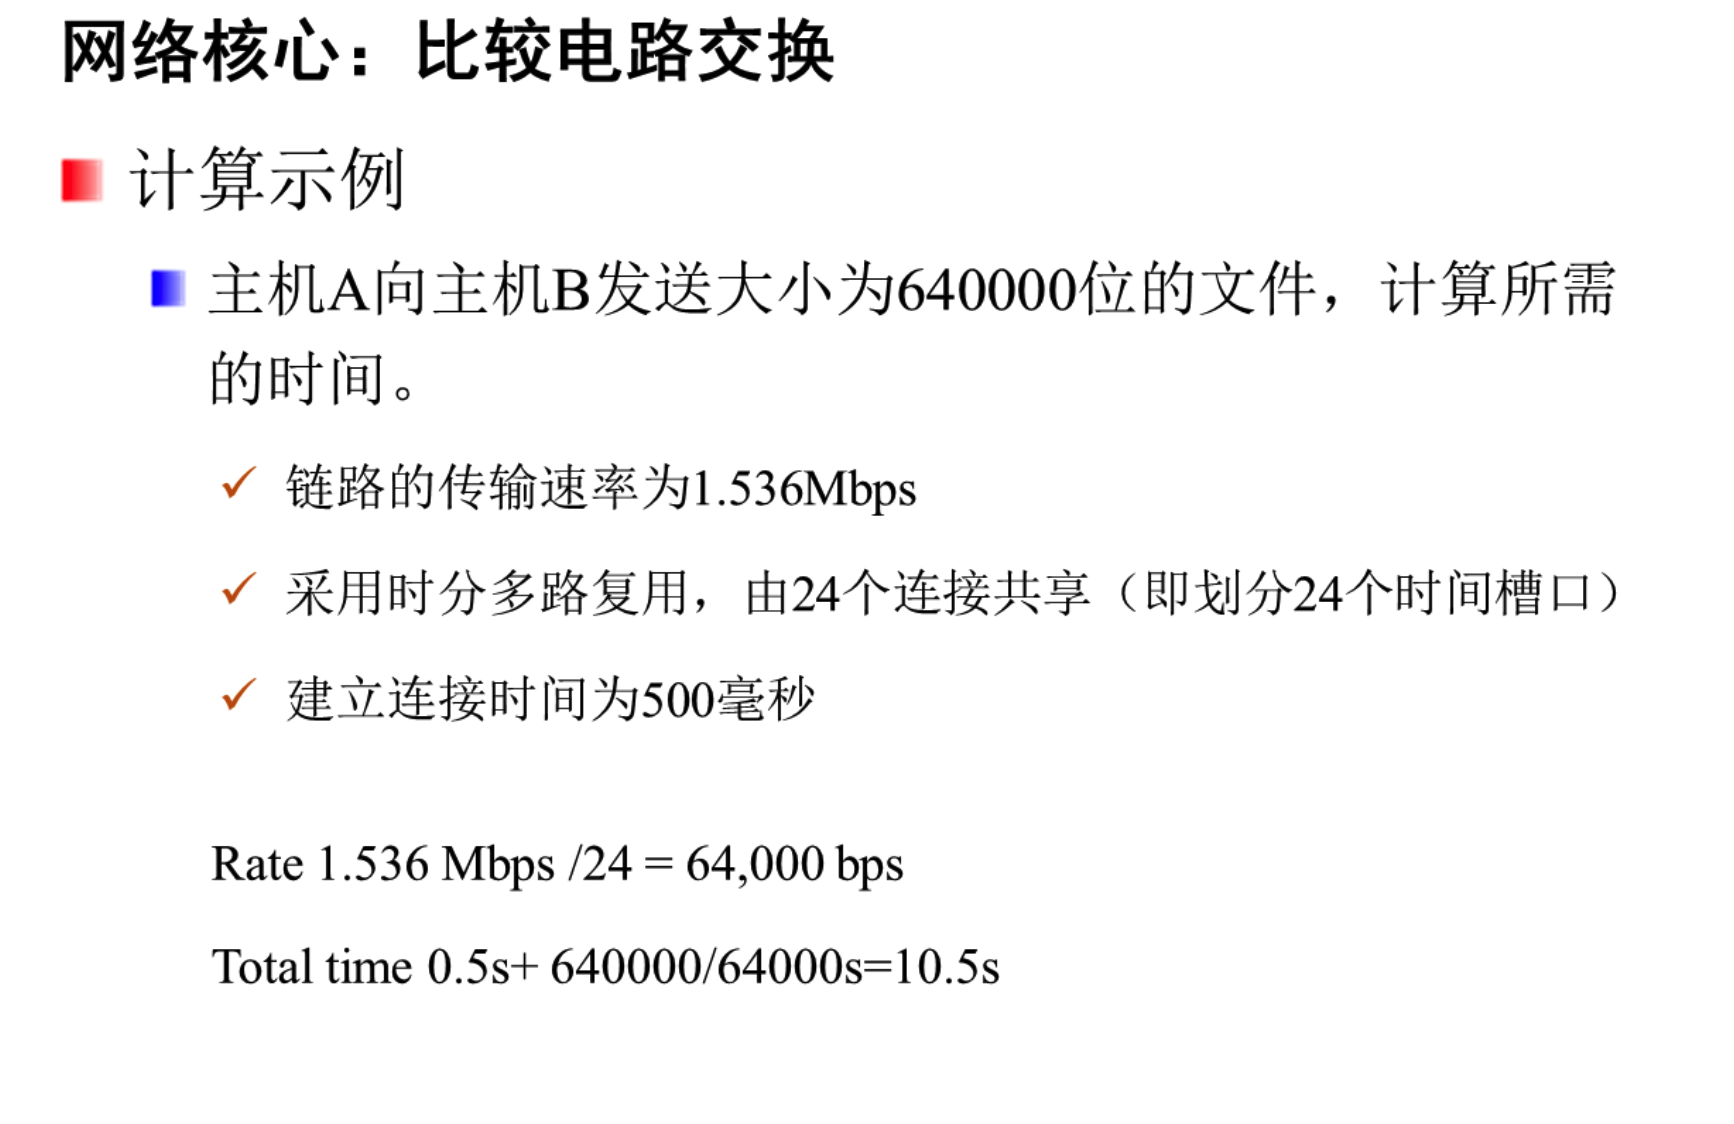 网络核心：比较电路交换
计算示例
主机A向主机B发送大小为640000位的文件，计算所需
的时间。
链路的传输速率为1.536Mbps
采用时分多路复用，由24个连接共享（即划分24个时间槽口）
建立连接时间为500毫秒
Rate 1.536 Mbps /24 = 64,000 bps
Total time 0.5s+ 640000/64000s=10.5s